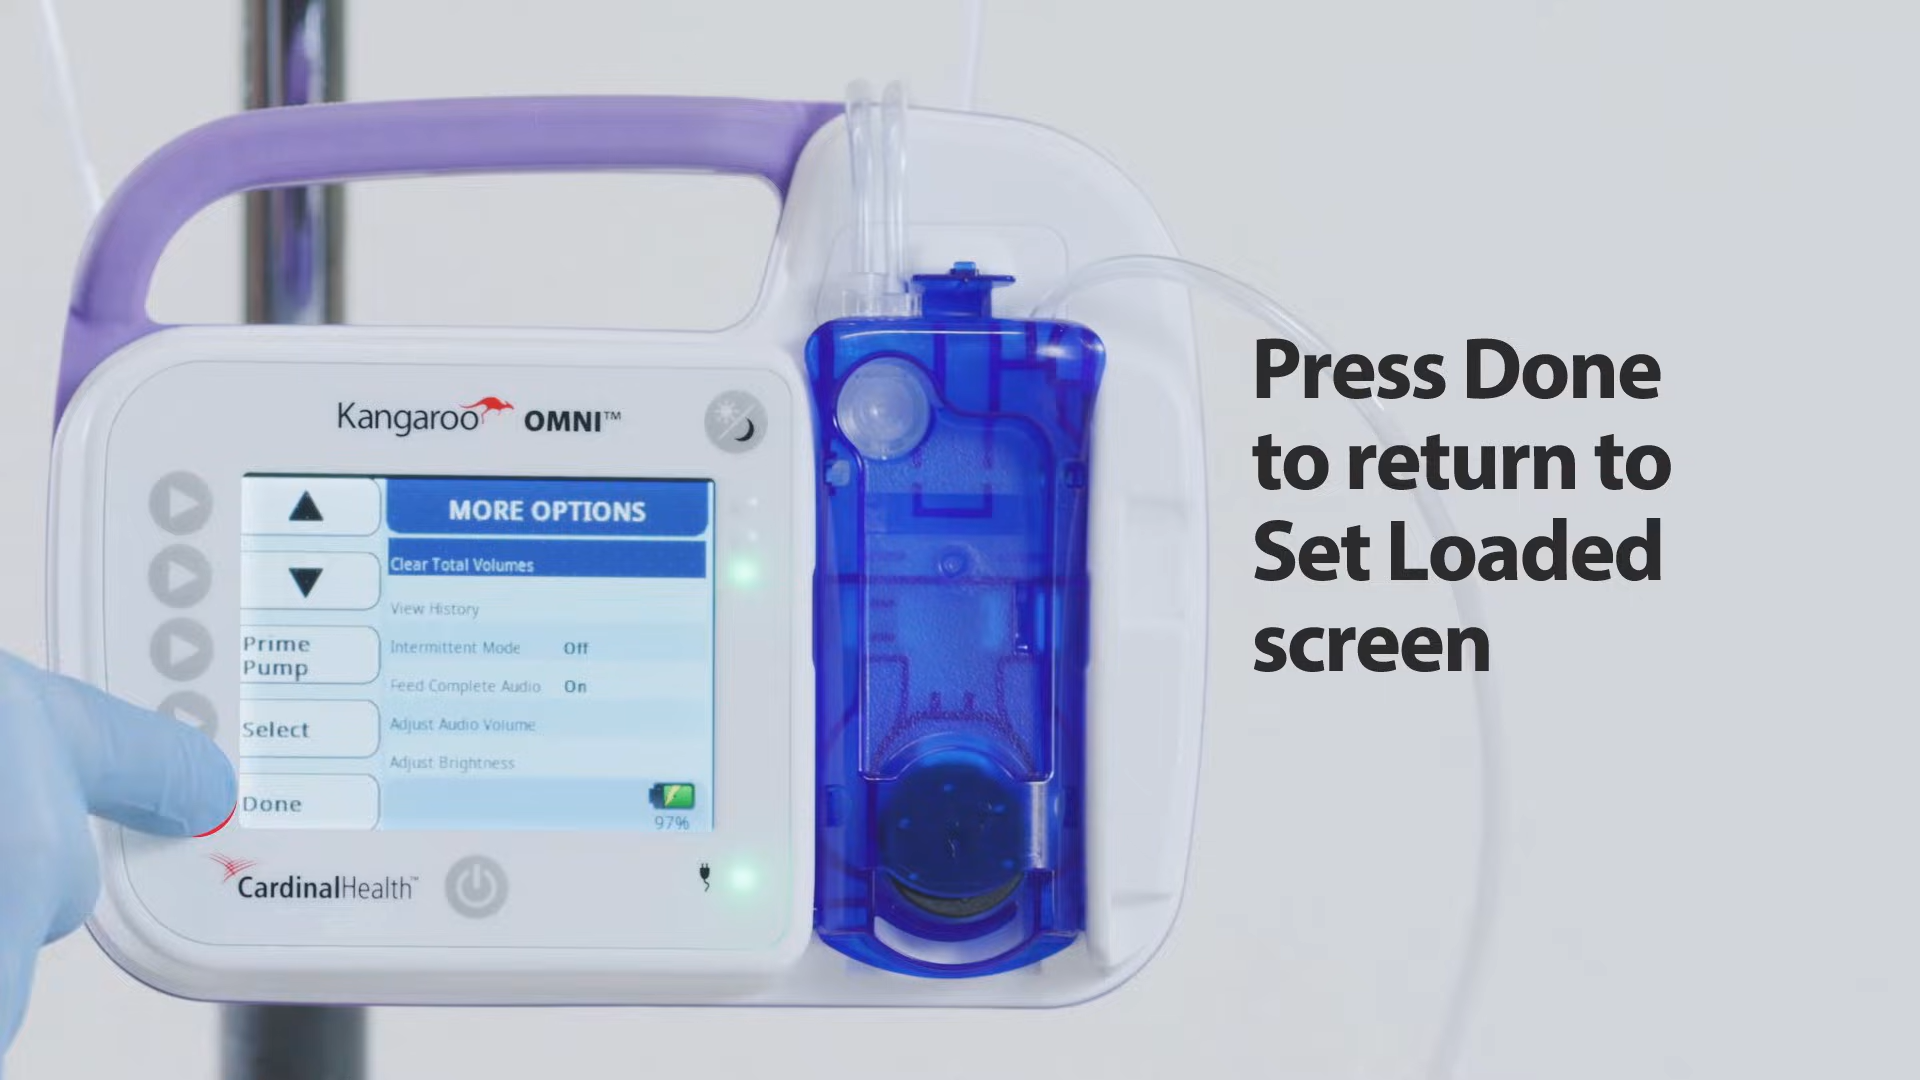 Kangaroo OMNI™
MORE OPTIONS
Clear Total Volumes
View History
Intermittent Mode Off
Feed Complete Audio On
Adjust Audio Volume
Adjust Brightness
97%
Prime
Pump
Select
Done
CardinalHealth™
Press Done
to return to
Set Loaded
screen